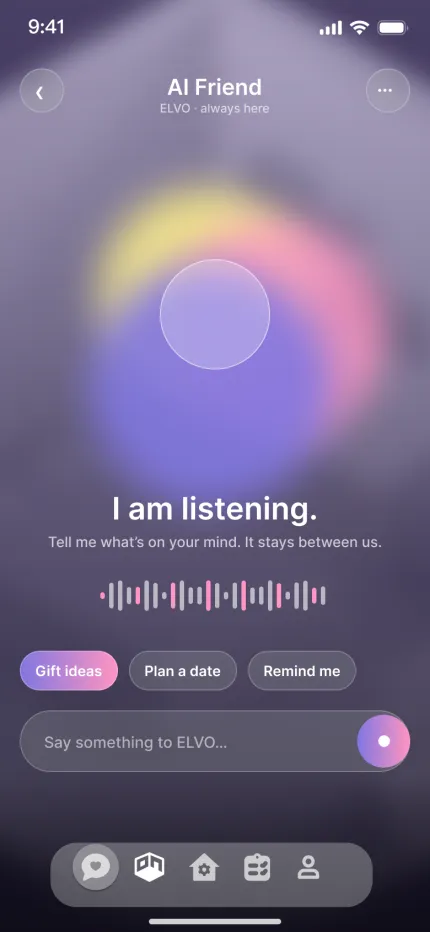 9:41
AI Friend
ELVO · always here
I am listening.
Tell me what’s on your mind. It stays between us.
Gift ideas
Plan a date
Remind me
Say something to ELVO...